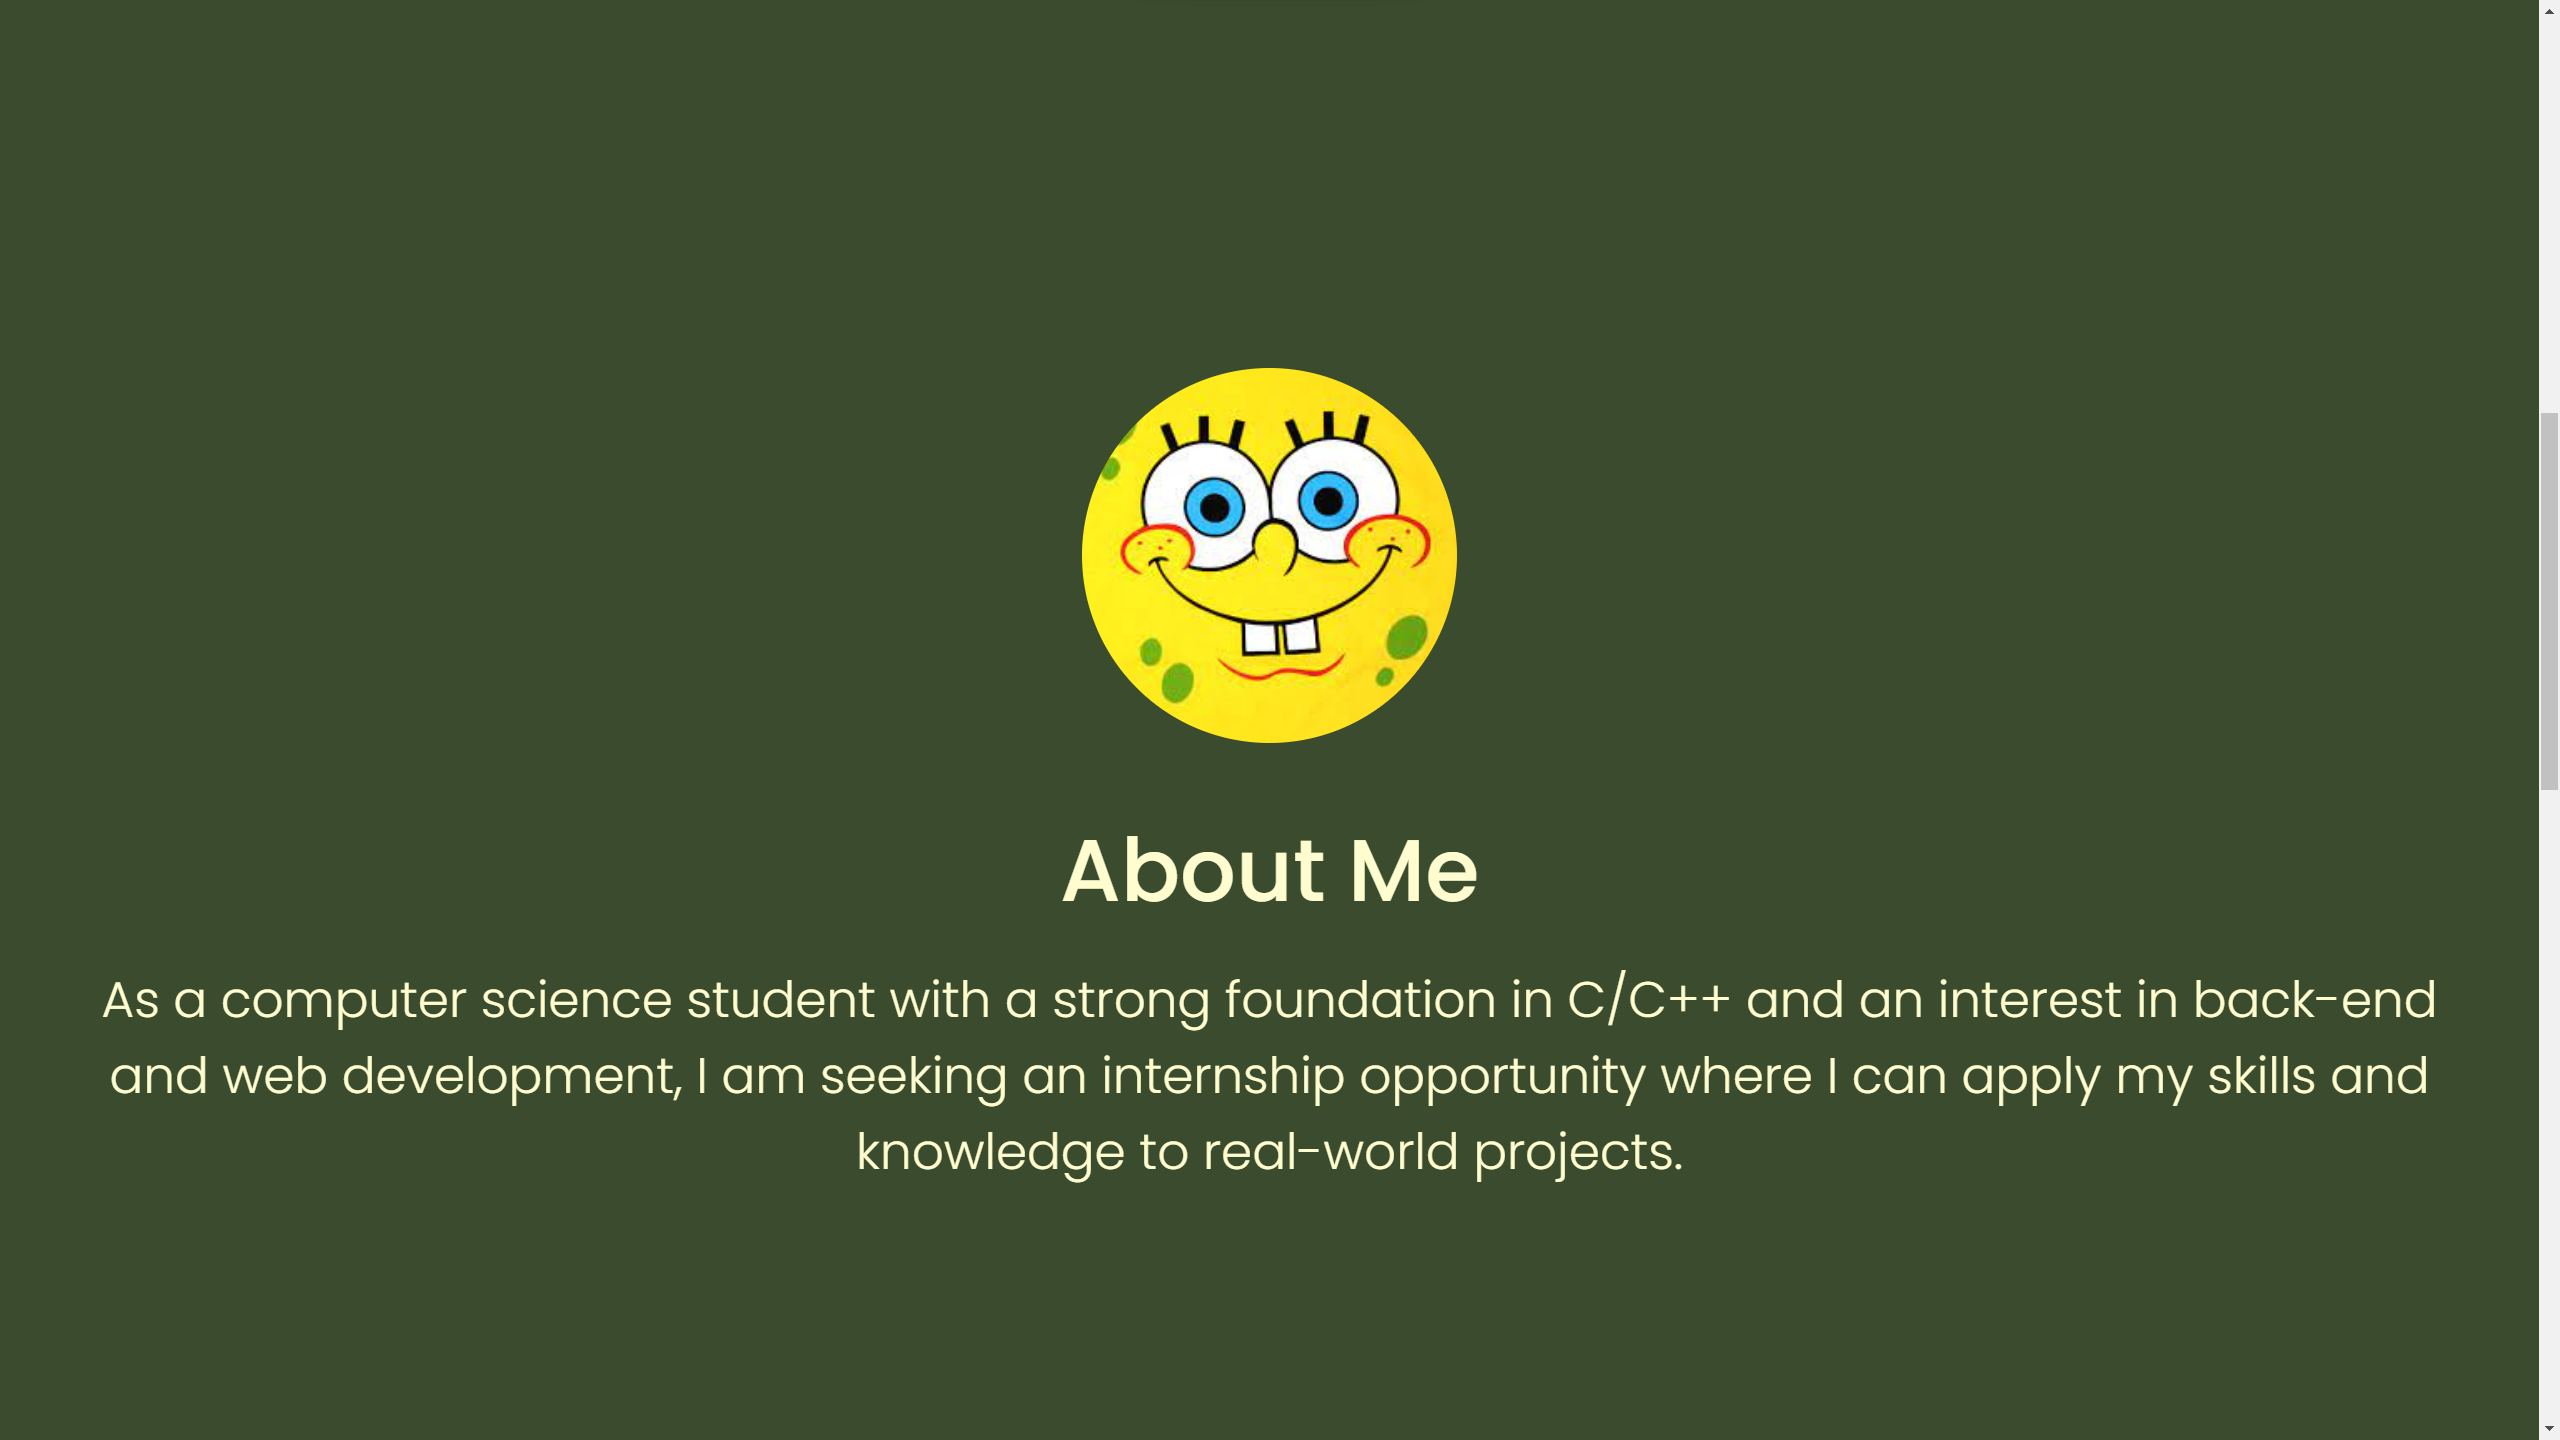 About Me
As a computer science student with a strong foundation in C/C++ and an interest in back-end
and web development, I am seeking an internship opportunity where I can apply my skills and
knowledge to real-world projects.